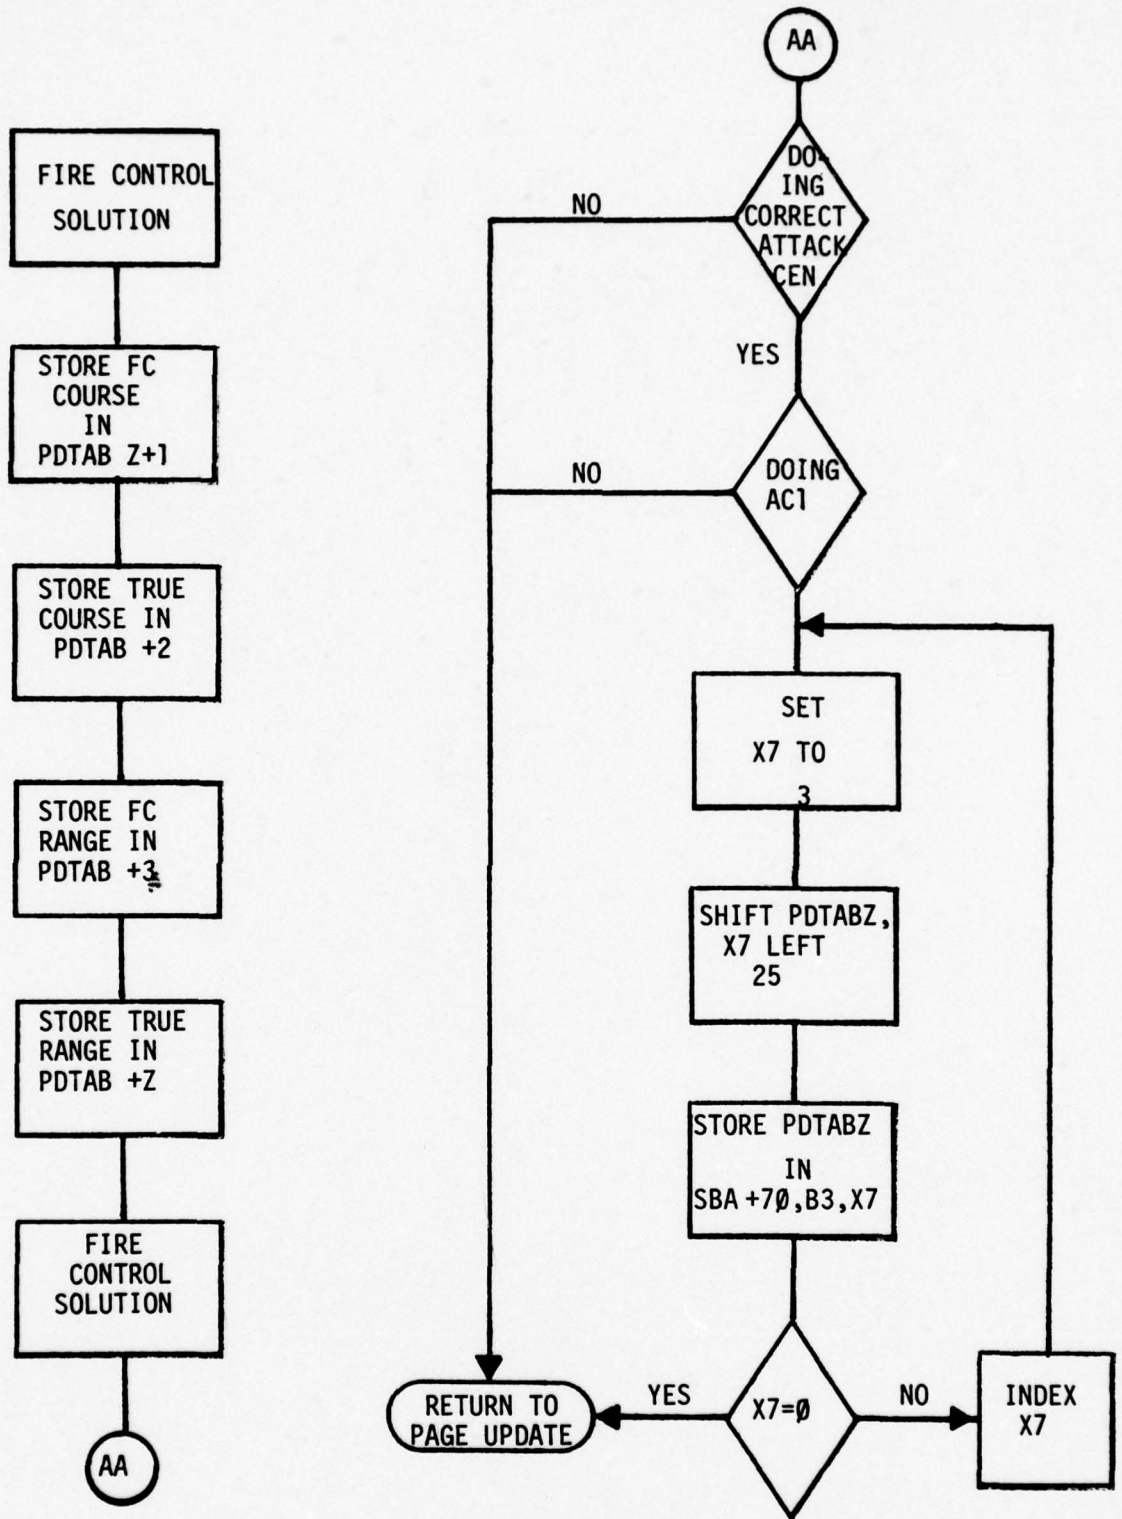 FIRE CONTROL
SOLUTION
STORE FC
COURSE
IN
PDTAB Z+1
STORE TRUE
COURSE IN
PDTAB +2
STORE FC
RANGE IN
PDTAB +3
STORE TRUE
RANGE IN
PDTAB +Z
FIRE
CONTROL
SOLUTION
AA
AA
DO-
ING
CORRECT
ATTACK
CEN
NO
YES
DOING
AC1
NO
SET
X7 TO
3
SHIFT PDTABZ,
X7 LEFT
25
STORE PDTABZ
IN
SBA +7Ø,B3,X7
X7=Ø
YES
NO
INDEX
X7
RETURN TO
PAGE UPDATE